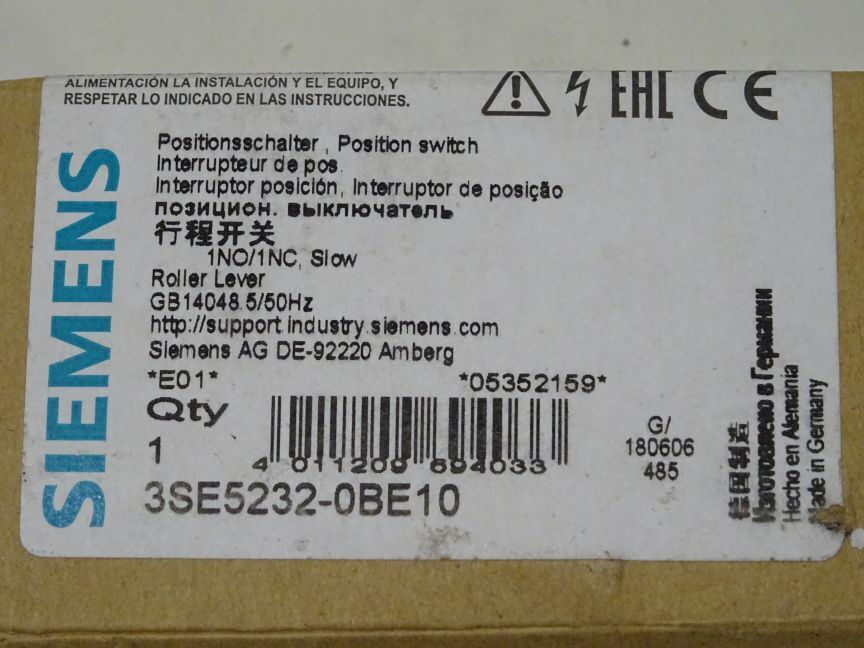 ALIMENTACIÓN LA INSTALACIÓN Y EL EQUIPO, Y
RESPETAR LO INDICADO EN LAS INSTRUCCIONES.
EAC CE
SIEMENS
Positionsschalter, Position switch
Interrupteur de pos.
Interruptor posición, Interruptor de posição
позицион. выключатель
行程开关
1NO/1NC, Slow
Roller Lever
GB14048.5/50Hz
http://support.industry.siemens.com
Siemens AG DE-92220 Amberg
*E01* *05352159*
Qty
1
4 011209 694033
3SE5232-0BE10
G/
180606
485
德国制造
Изготовлено в Германии
Hecho en Alemania
Made in Germany